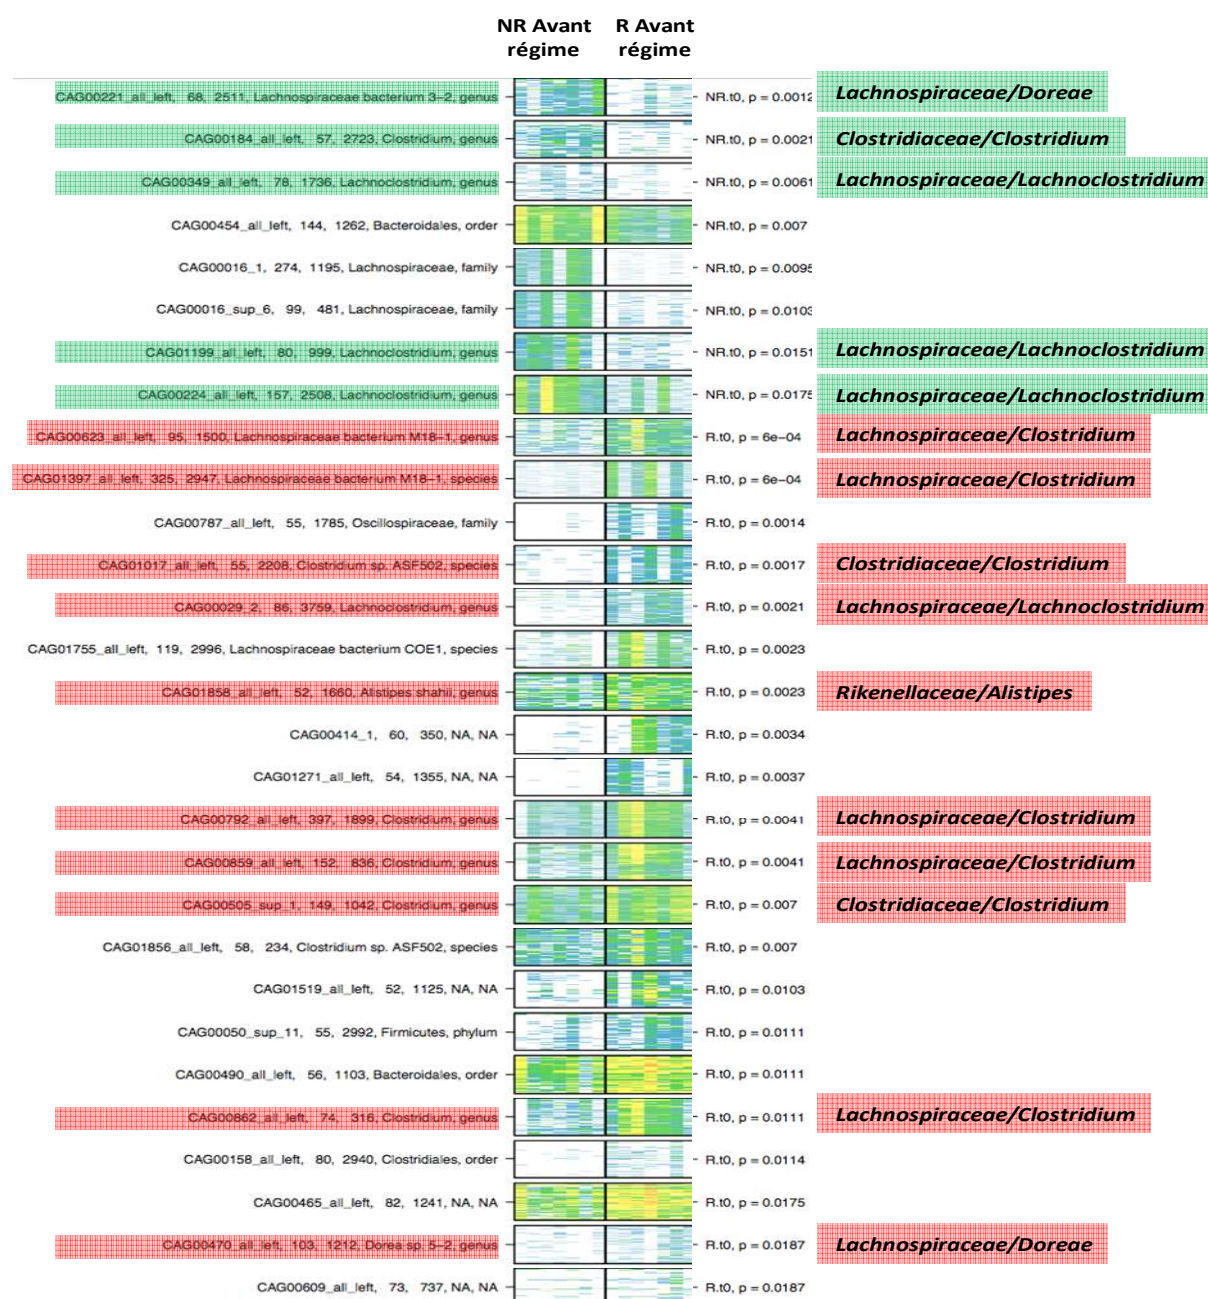 NR Avant régime
R Avant régime
CAG00221_all_left, 68, 2511, Lachnospiraceae bacterium 3-2, genus NR.t0, p = 0.0012 Lachnospiraceae/Doreae
CAG00184_all_left, 57, 2723, Clostridium, genus NR.t0, p = 0.0021 Clostridiaceae/Clostridium
CAG00349_all_left, 78, 1736, Lachnoclostridium, genus NR.t0, p = 0.0061 Lachnospiraceae/Lachnoclostridium
CAG00454_all_left, 144, 1262, Bacteroidales, order NR.t0, p = 0.007
CAG00016_1, 274, 1195, Lachnospiraceae, family NR.t0, p = 0.0095
CAG00016_sup_6, 99, 481, Lachnospiraceae, family NR.t0, p = 0.0103
CAG01199_all_left, 80, 999, Lachnoclostridium, genus NR.t0, p = 0.0151 Lachnospiraceae/Lachnoclostridium
CAG00224_all_left, 157, 2508, Lachnoclostridium, genus NR.t0, p = 0.0175 Lachnospiraceae/Lachnoclostridium
CAG00623_all_left, 95, 1500, Lachnospiraceae bacterium M18-1, genus R.t0, p = 6e-04 Lachnospiraceae/Clostridium
CAG01397_all_left, 325, 2947, Lachnospiraceae bacterium M18-1, species R.t0, p = 6e-04 Lachnospiraceae/Clostridium
CAG00787_all_left, 55, 1785, Oscillospiraceae, family R.t0, p = 0.0014
CAG01017_all_left, 55, 2208, Clostridium sp. ASF502, species R.t0, p = 0.0017 Clostridiaceae/Clostridium
CAG00029_2, 86, 3759, Lachnoclostridium, genus R.t0, p = 0.0021 Lachnospiraceae/Lachnoclostridium
CAG01755_all_left, 119, 2996, Lachnospiraceae bacterium COE1, species R.t0, p = 0.0023
CAG01858_all_left, 52, 1660, Alistipes shahii, genus R.t0, p = 0.0023 Rikenellaceae/Alistipes
CAG00414_1, 60, 350, NA, NA R.t0, p = 0.0034
CAG01271_all_left, 54, 1355, NA, NA R.t0, p = 0.0037
CAG00792_all_left, 397, 1899, Clostridium, genus R.t0, p = 0.0041 Lachnospiraceae/Clostridium
CAG00859_all_left, 152, 836, Clostridium, genus R.t0, p = 0.0041 Lachnospiraceae/Clostridium
CAG00505_sup_1, 149, 1042, Clostridium, genus R.t0, p = 0.007 Clostridiaceae/Clostridium
CAG01856_all_left, 58, 234, Clostridium sp. ASF502, species R.t0, p = 0.007
CAG01519_all_left, 52, 1125, NA, NA R.t0, p = 0.0103
CAG00050_sup_11, 55, 2992, Firmicutes, phylum R.t0, p = 0.0111
CAG00490_all_left, 56, 1103, Bacteroidales, order R.t0, p = 0.0111
CAG00862_all_left, 74, 316, Clostridium, genus R.t0, p = 0.0111 Lachnospiraceae/Clostridium
CAG00158_all_left, 80, 2940, Clostridiales, order R.t0, p = 0.0114
CAG00465_all_left, 82, 1241, NA, NA R.t0, p = 0.0175
CAG00470_all_left, 103, 1212, Dorea sp. 5-2, genus R.t0, p = 0.0187 Lachnospiraceae/Doreae
CAG00609_all_left, 73, 737, NA, NA R.t0, p = 0.0187